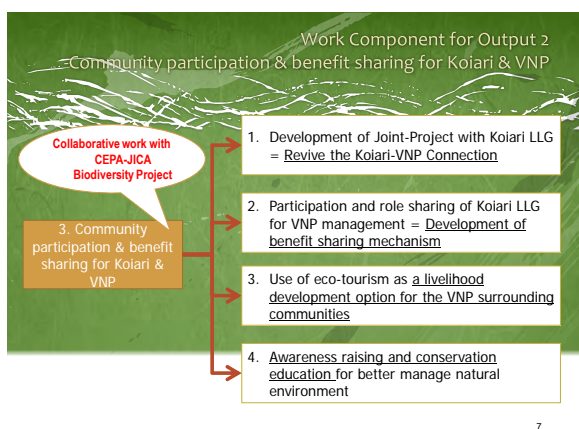 Work Component for Output 2
Community participation & benefit sharing for Koiari & VNP
Collaborative work with
CEPA-JICA
Biodiversity Project
3. Community
participation & benefit
sharing for Koiari &
VNP
1. Development of Joint-Project with Koiari LLG
= Revive the Koiari-VNP Connection
2. Participation and role sharing of Koiari LLG
for VNP management = Development of
benefit sharing mechanism
3. Use of eco-tourism as a livelihood
development option for the VNP surrounding
communities
4. Awareness raising and conservation
education for better manage natural
environment
7